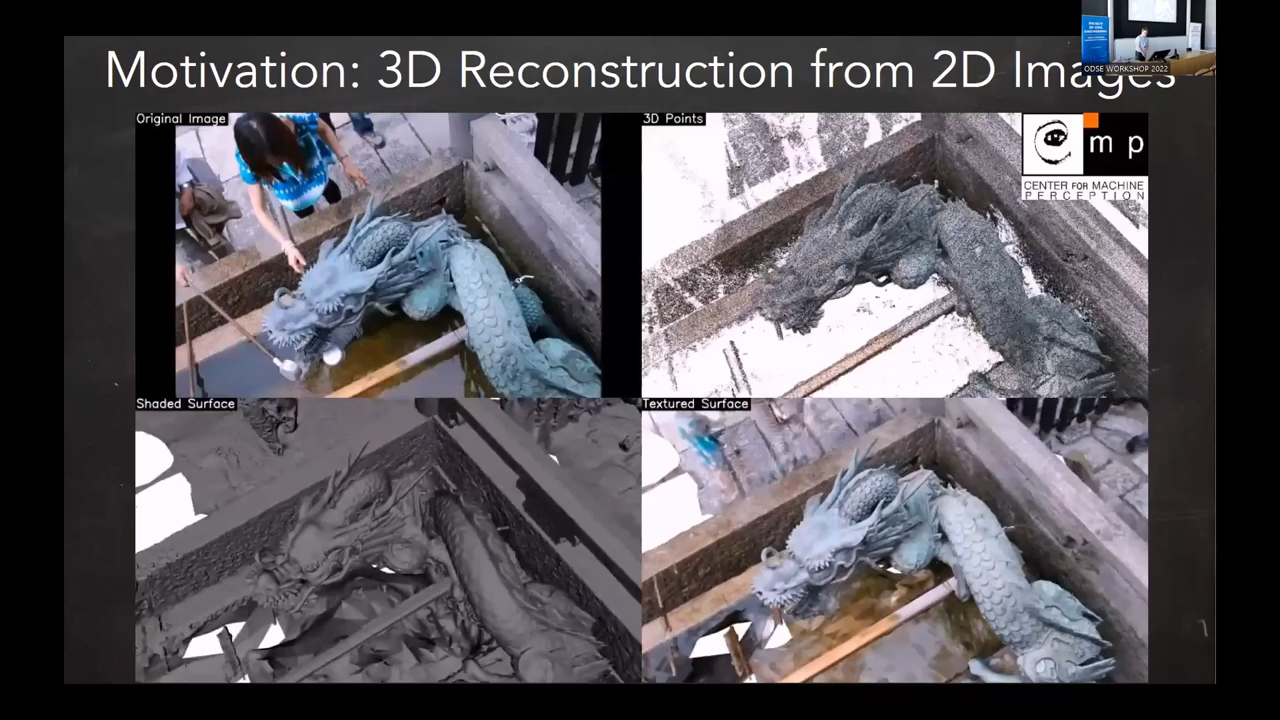 Motivation: 3D Reconstruction from 2D Images
ODSE WORKSHOP 2022
Original Image
3D Points
m p
CENTER FOR MACHINE
PERCEPTION
Shaded Surface
Textured Surface